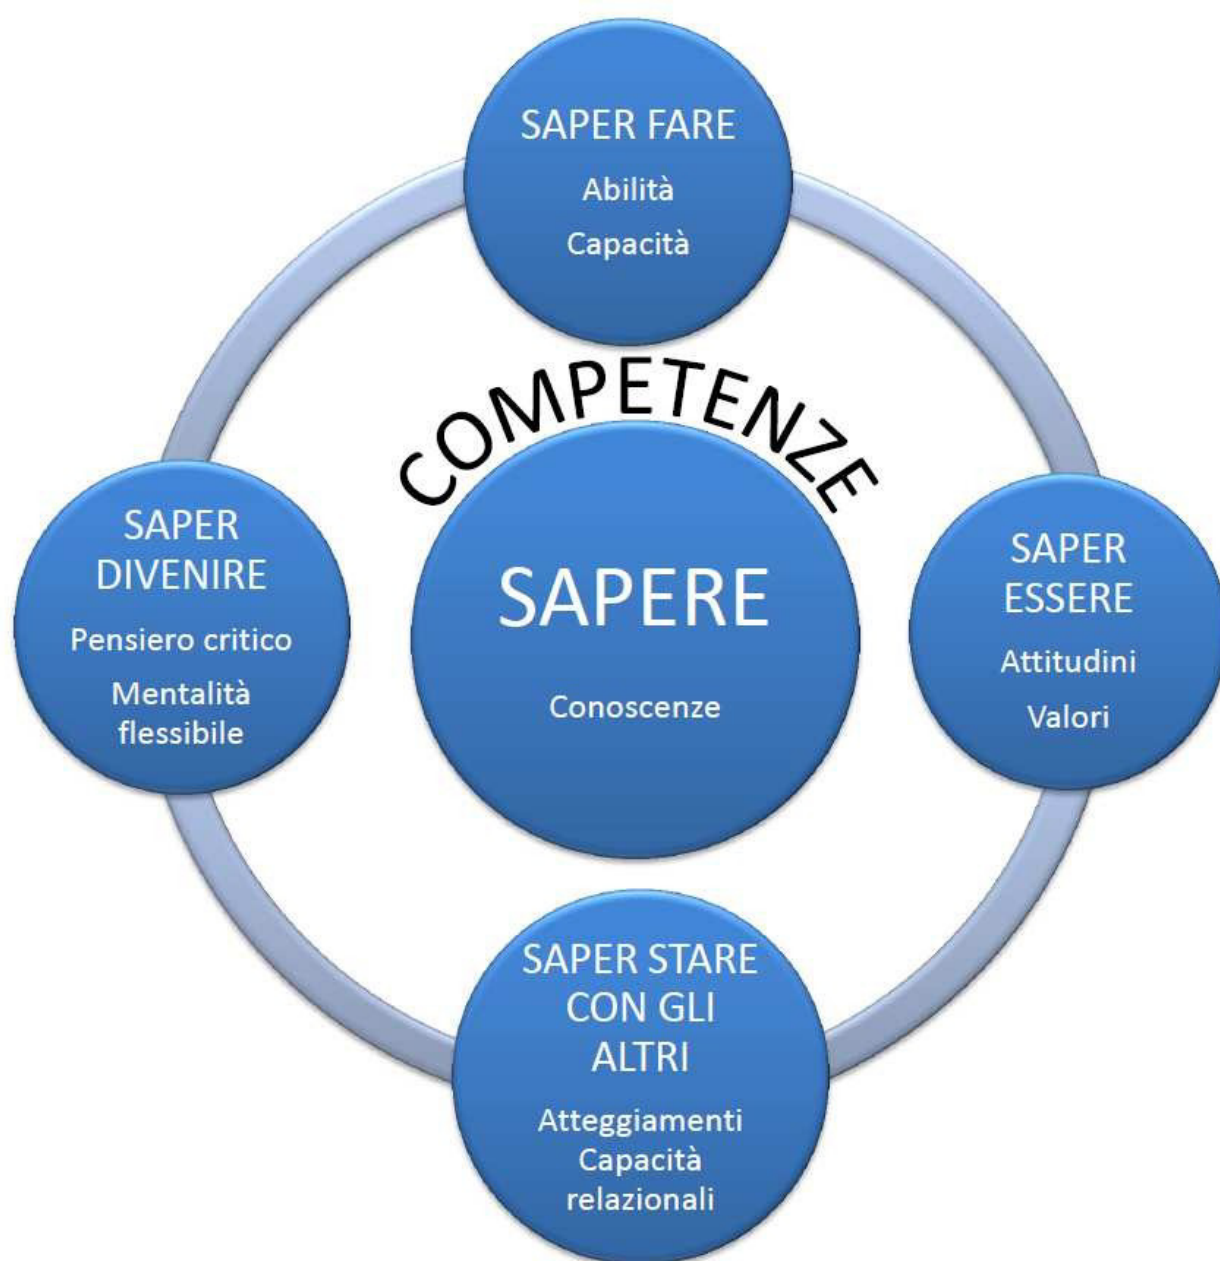 SAPER FARE
Abilità
Capacità
COMPETENZE
SAPER
DIVENIRE
Pensiero critico
Mentalità
flessibile
SAPERE
Conoscenze
SAPER
ESSERE
Attitudini
Valori
SAPER STARE
CON GLI
ALTRI
Atteggiamenti
Capacità
relazionali